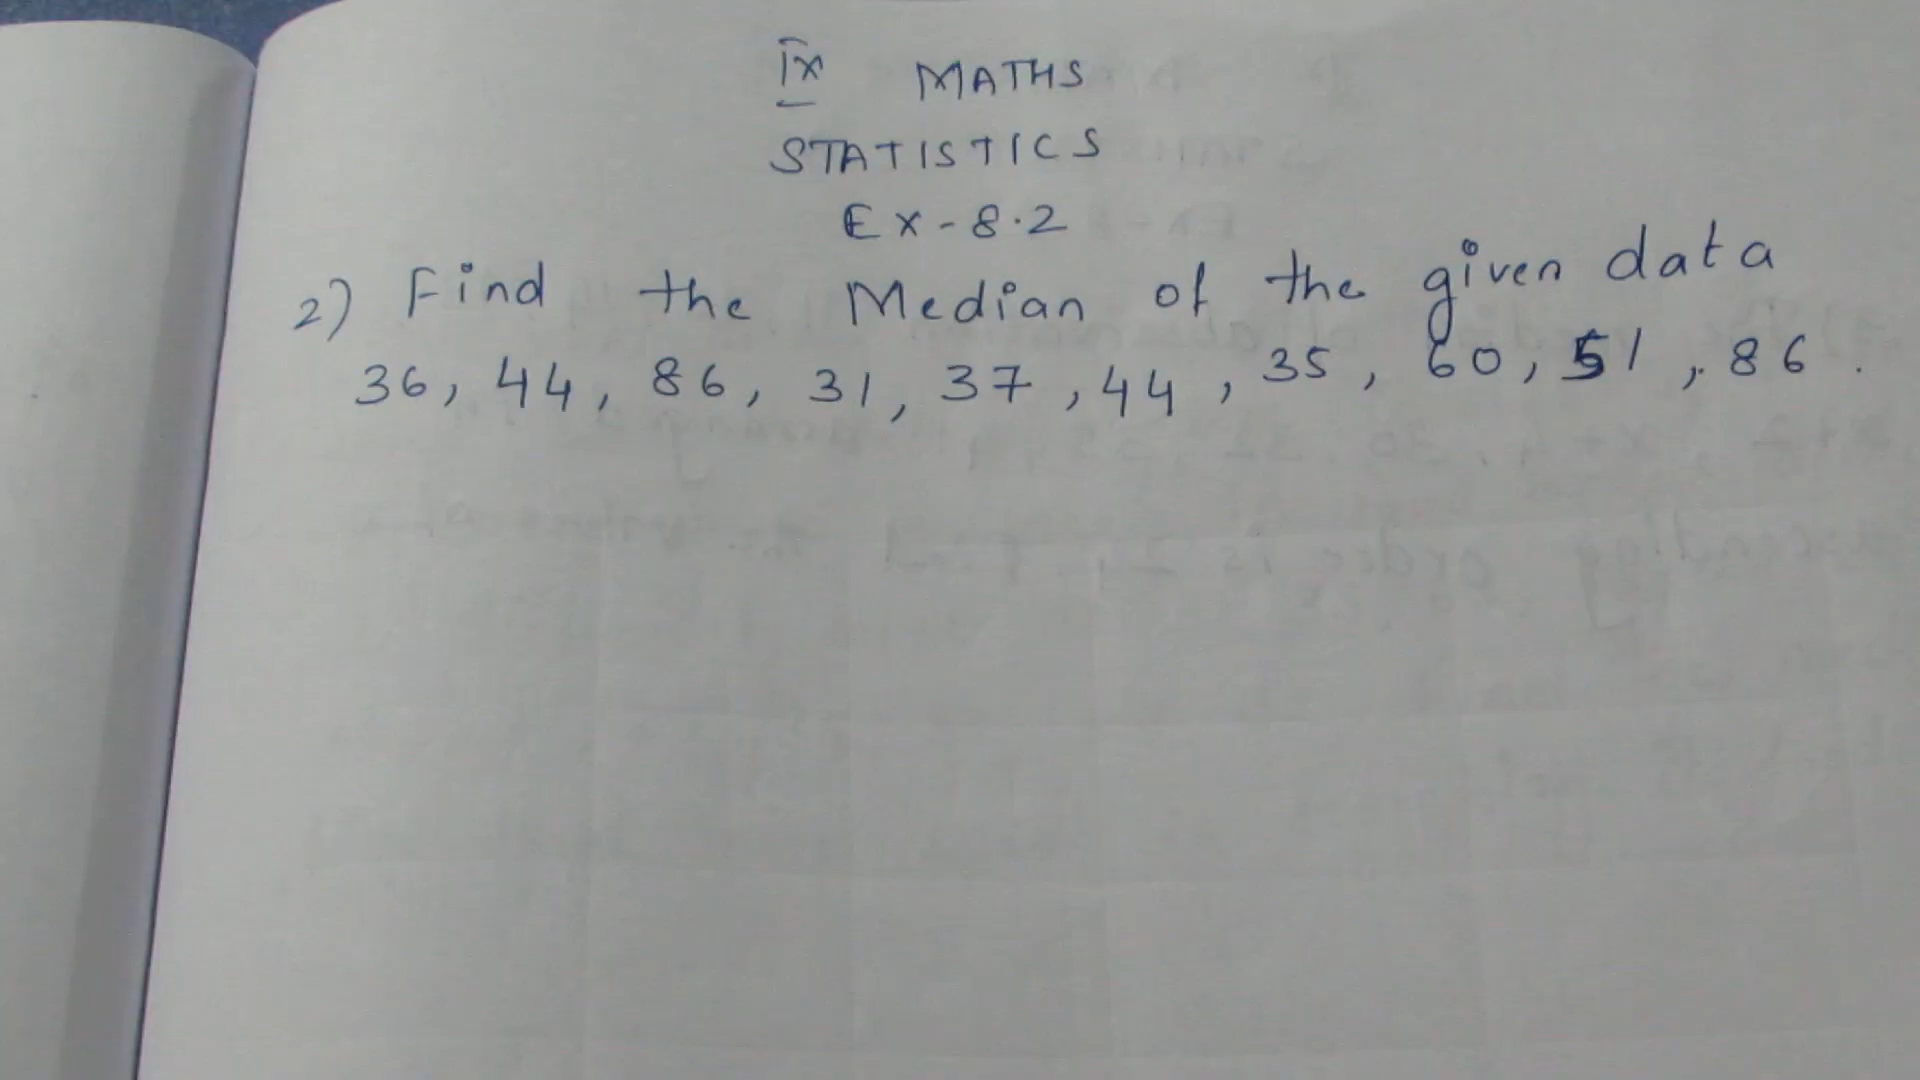 IX MATHS
STATISTICS
Ex-8.2
2) Find the Median of the given data
36, 44, 86, 31, 37, 44, 35, 60, 51, 86.